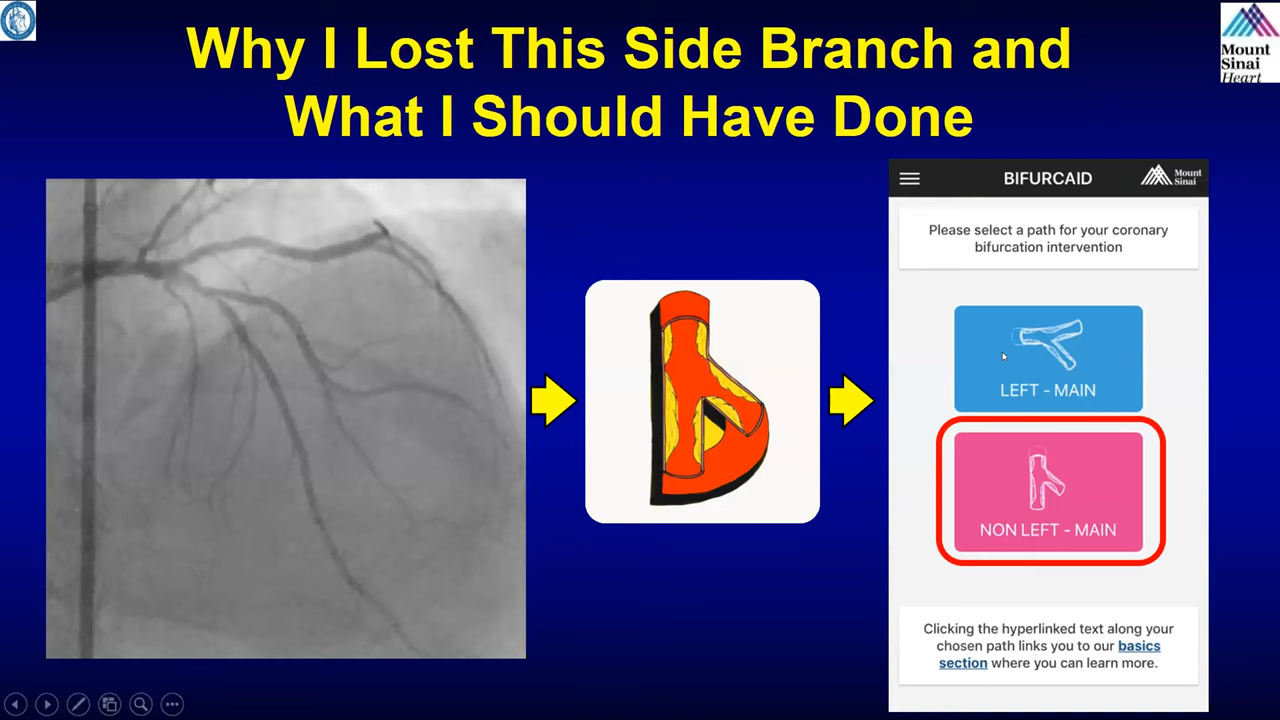 Why I Lost This Side Branch and
What I Should Have Done
Mount
Sinai
Heart
BIFURCAID
Mount
Sinai
Please select a path for your coronary
bifurcation intervention
LEFT - MAIN
NON LEFT - MAIN
Clicking the hyperlinked text along your
chosen path links you to our basics
section where you can learn more.